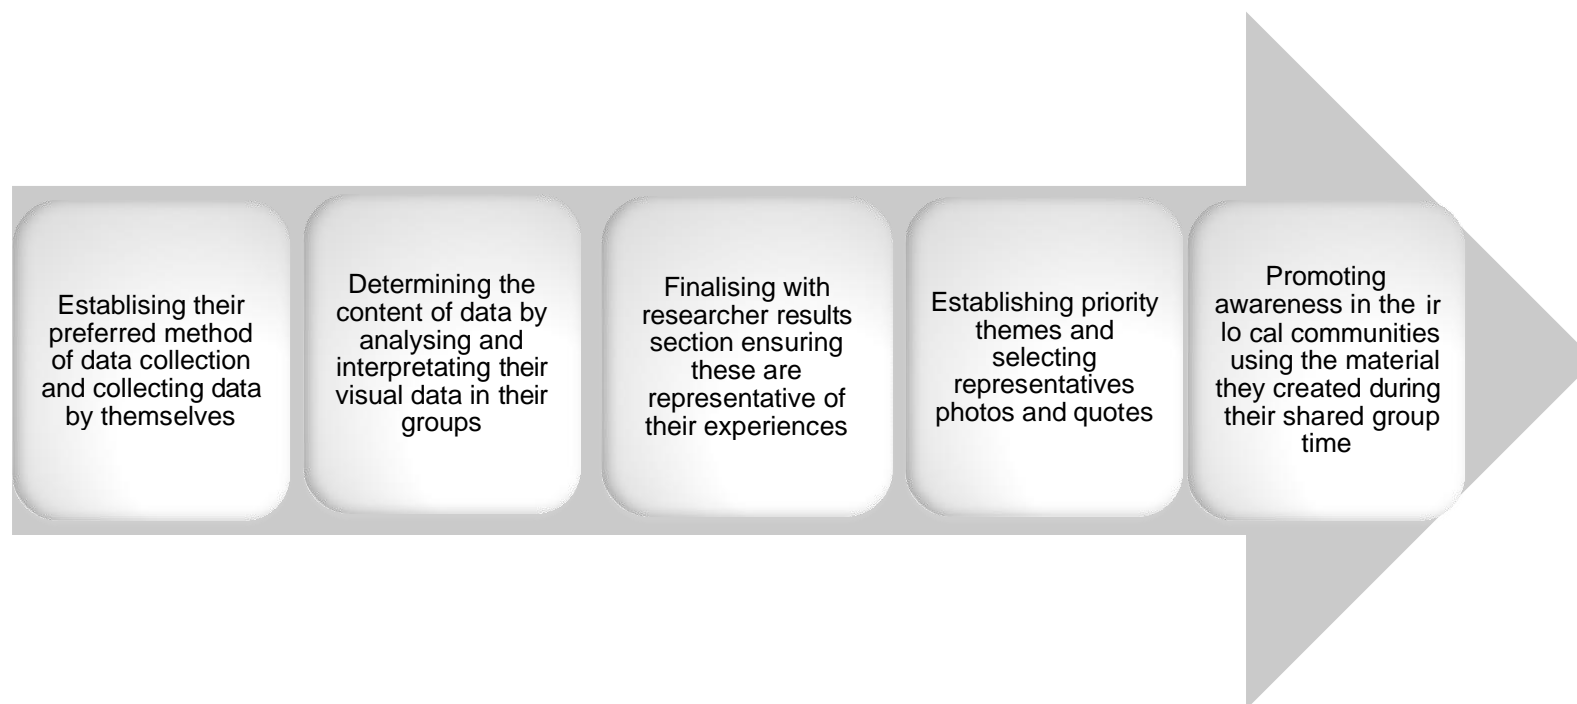 Establising their
preferred method
of data collection
and collecting data
by themselves
Determining the
content of data by
analysing and
interpretating their
visual data in their
groups
Finalising with
researcher results
section ensuring
these are
representative of
their experiences
Establishing priority
themes and
selecting
representatives
photos and quotes
Promoting
awareness in the ir
lo cal communities
using the material
they created during
their shared group
time